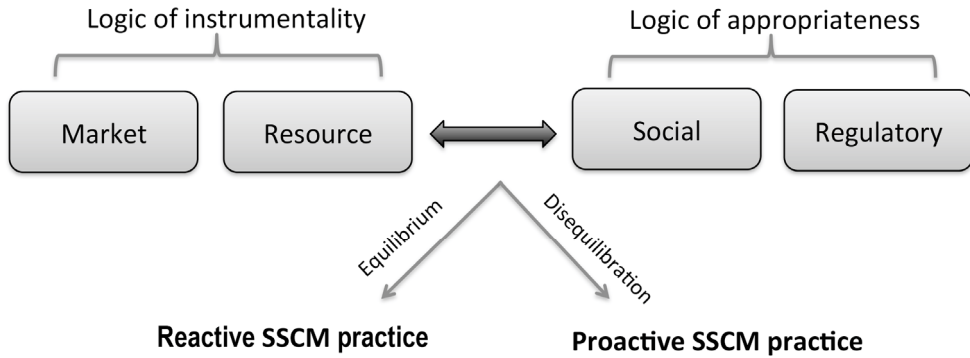 Logic of instrumentality
Logic of appropriateness
Market
Resource
Social
Regulatory
Equilibrium
Disequilibration
Reactive SSCM practice
Proactive SSCM practice